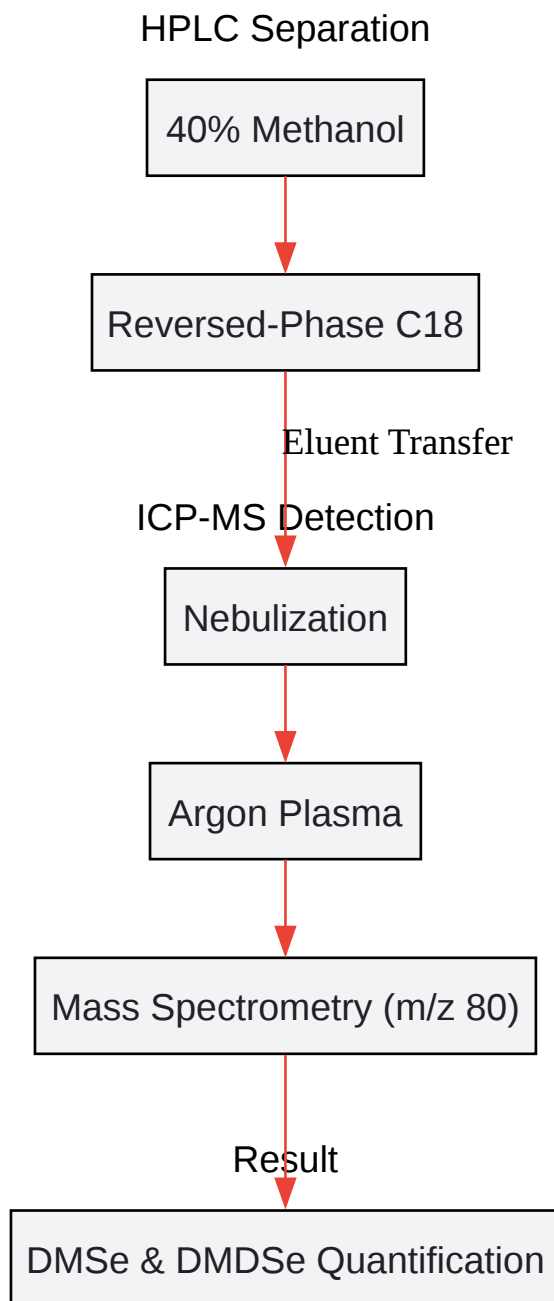 HPLC Separation
40% Methanol
Reversed-Phase C18
Eluent Transfer
ICP-MS Detection
Nebulization
Argon Plasma
Mass Spectrometry (m/z 80)
Result
DMSe & DMDSe Quantification